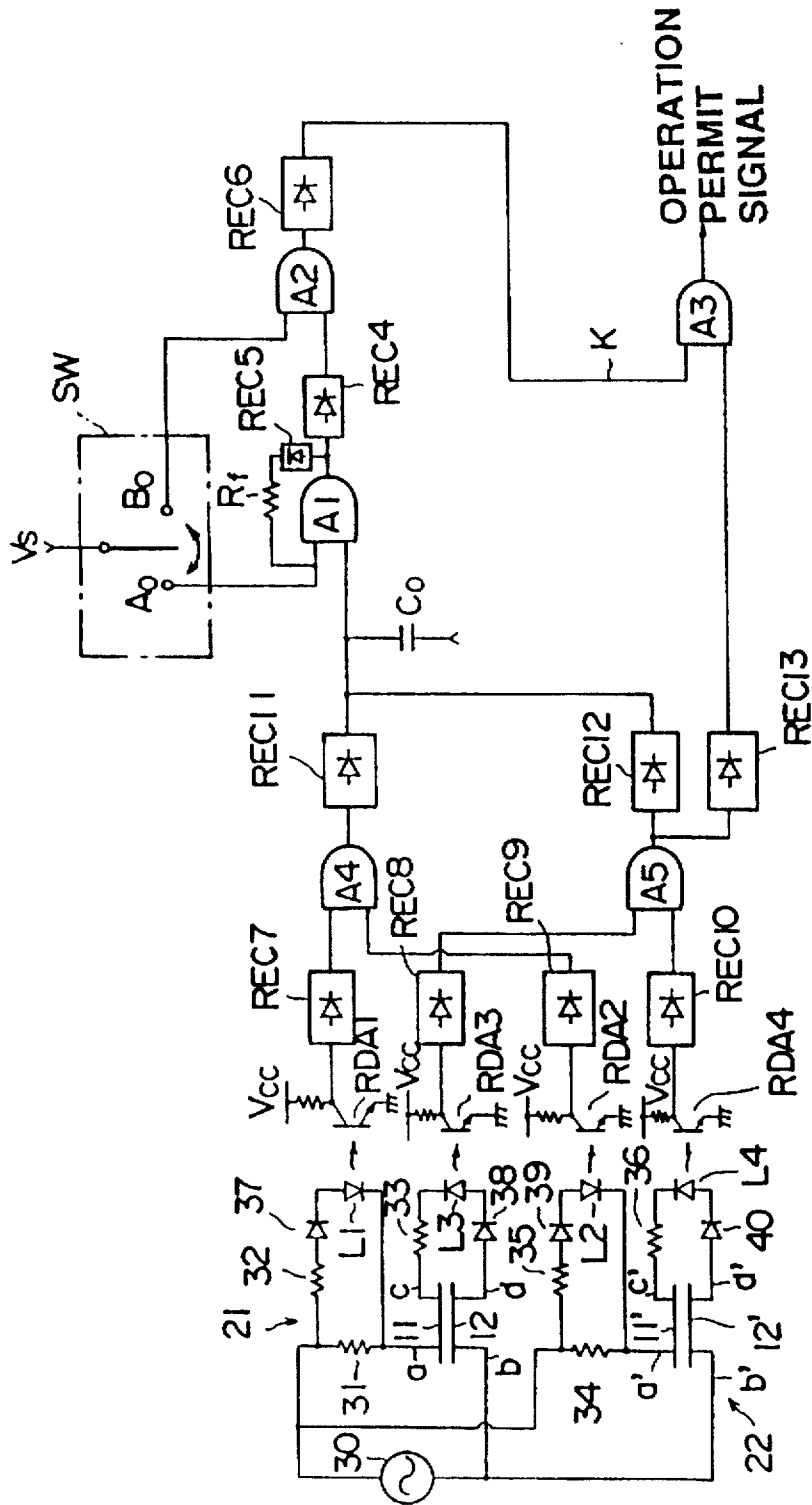 Vs
SW
Ao
Bo
REC5
Rf
A1
REC4
A2
REC6
Co
K
A3
OPERATION
PERMIT
SIGNAL
REC11
REC12
REC13
A4
A5
REC7
REC8
REC9
REC10
Vcc
RDA1
Vcc
RDA3
Vcc
RDA2
Vcc
RDA4
21
32
37
L1
31
30
a
11
12
b
c
d
33
L3
38
35
39
L2
34
a'
11'
12'
b'
c'
d'
36
L4
40
22